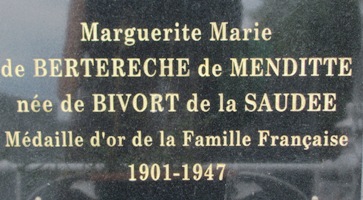 Marguerite Marie
de BERTERECHE de MENDITTE
née de BIVORT de la SAUDEE
Médaille d'or de la Famille Française
1901-1947